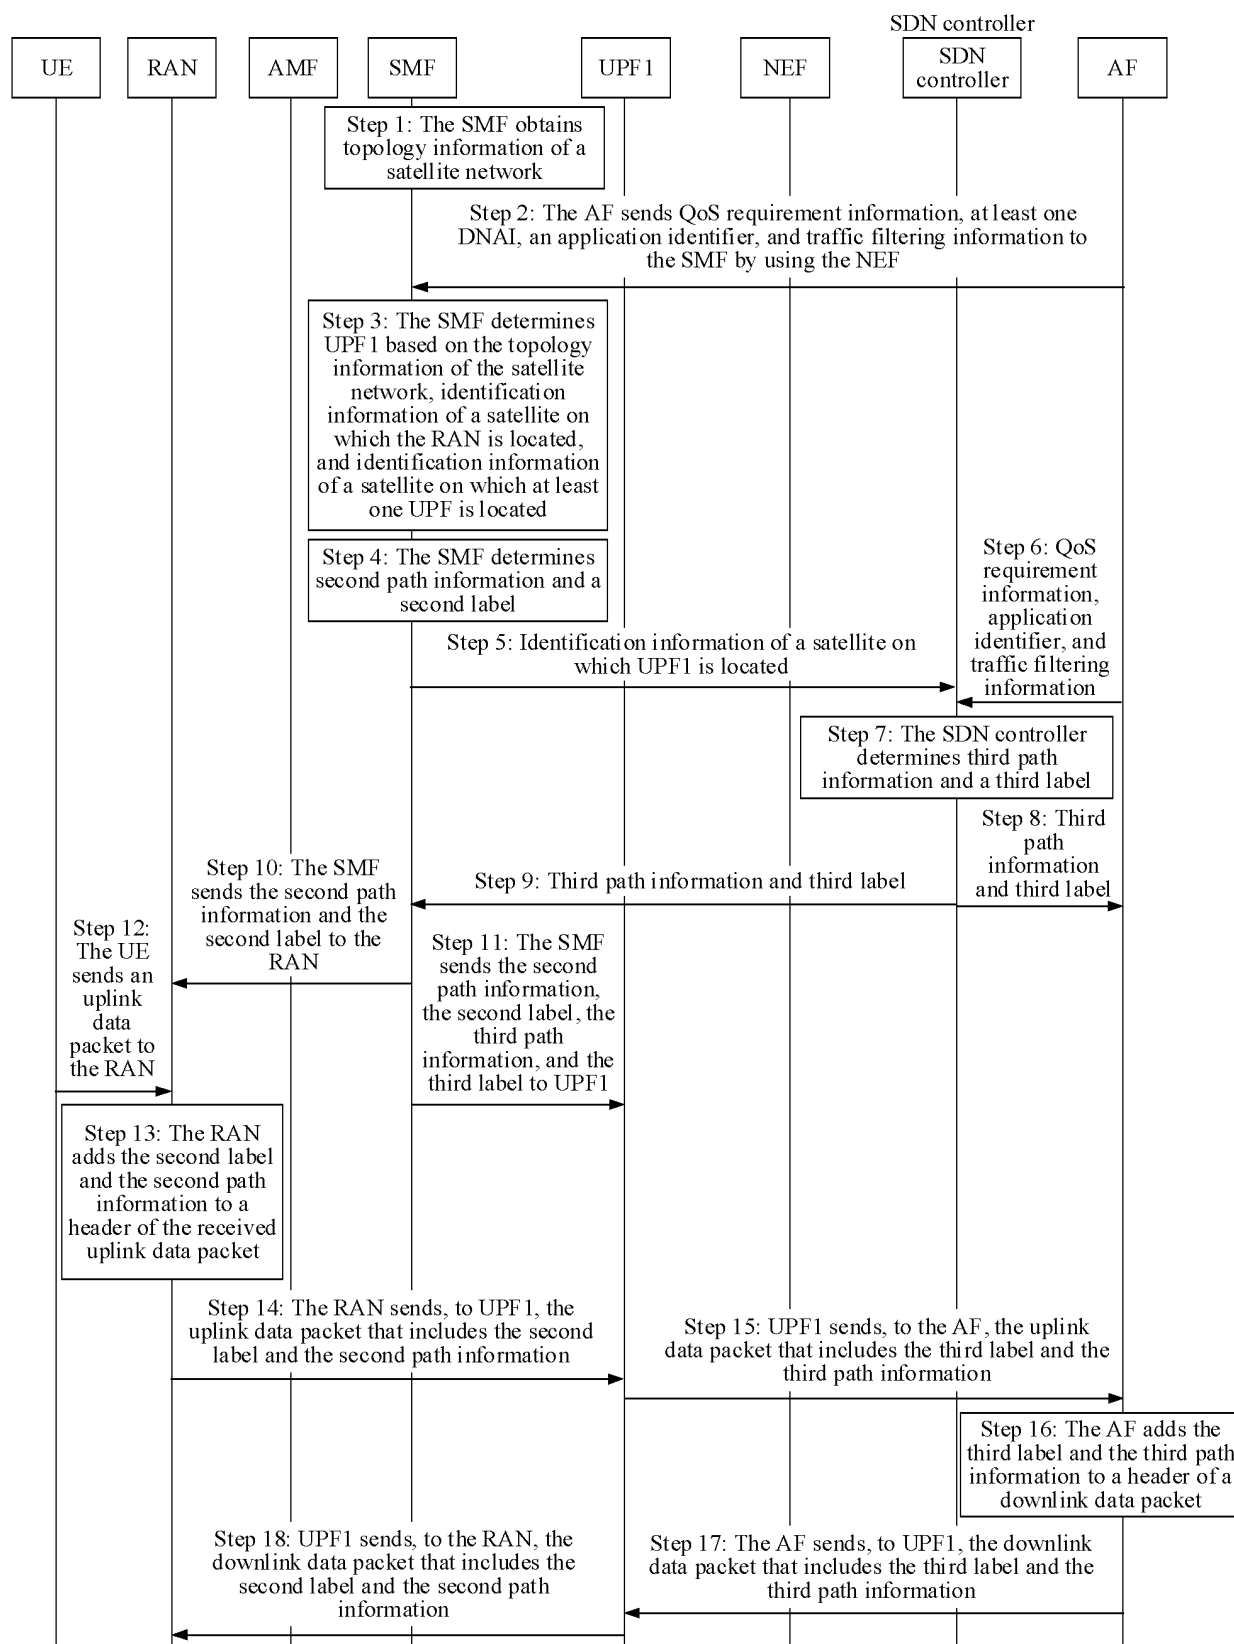 SDN controller
UE
RAN
AMF
SMF
UPF1
NEF
SDN
controller
AF
Step 1: The SMF obtains
topology information of a
satellite network
Step 2: The AF sends QoS requirement information, at least one
DNAI, an application identifier, and traffic filtering information to
the SMF by using the NEF
Step 3: The SMF determines
UPF1 based on the topology
information of the satellite
network, identification
information of a satellite on
which the RAN is located,
and identification information
of a satellite on which at least
one UPF is located
Step 4: The SMF determines
second path information and a
second label
Step 5: Identification information of a satellite on
which UPF1 is located
Step 6: QoS
requirement
information,
application
identifier, and
traffic filtering
information
Step 7: The SDN controller
determines third path
information and a third label
Step 8: Third
path
information
and third label
Step 9: Third path information and third label
Step 10: The SMF
sends the second path
information and the
second label to the
RAN
Step 11: The SMF
sends the second
path information,
the second label, the
third path
information, and the
third label to UPF1
Step 12:
The UE
sends an
uplink
data
packet to
the RAN
Step 13: The RAN
adds the second label
and the second path
information to a
header of the received
uplink data packet
Step 14: The RAN sends, to UPF1, the
uplink data packet that includes the second
label and the second path information
Step 15: UPF1 sends, to the AF, the uplink
data packet that includes the third label and the
third path information
Step 16: The AF adds the
third label and the third path
information to a header of a
downlink data packet
Step 17: The AF sends, to UPF1, the downlink
data packet that includes the third label and the
third path information
Step 18: UPF1 sends, to the RAN, the
downlink data packet that includes the
second label and the second path
information